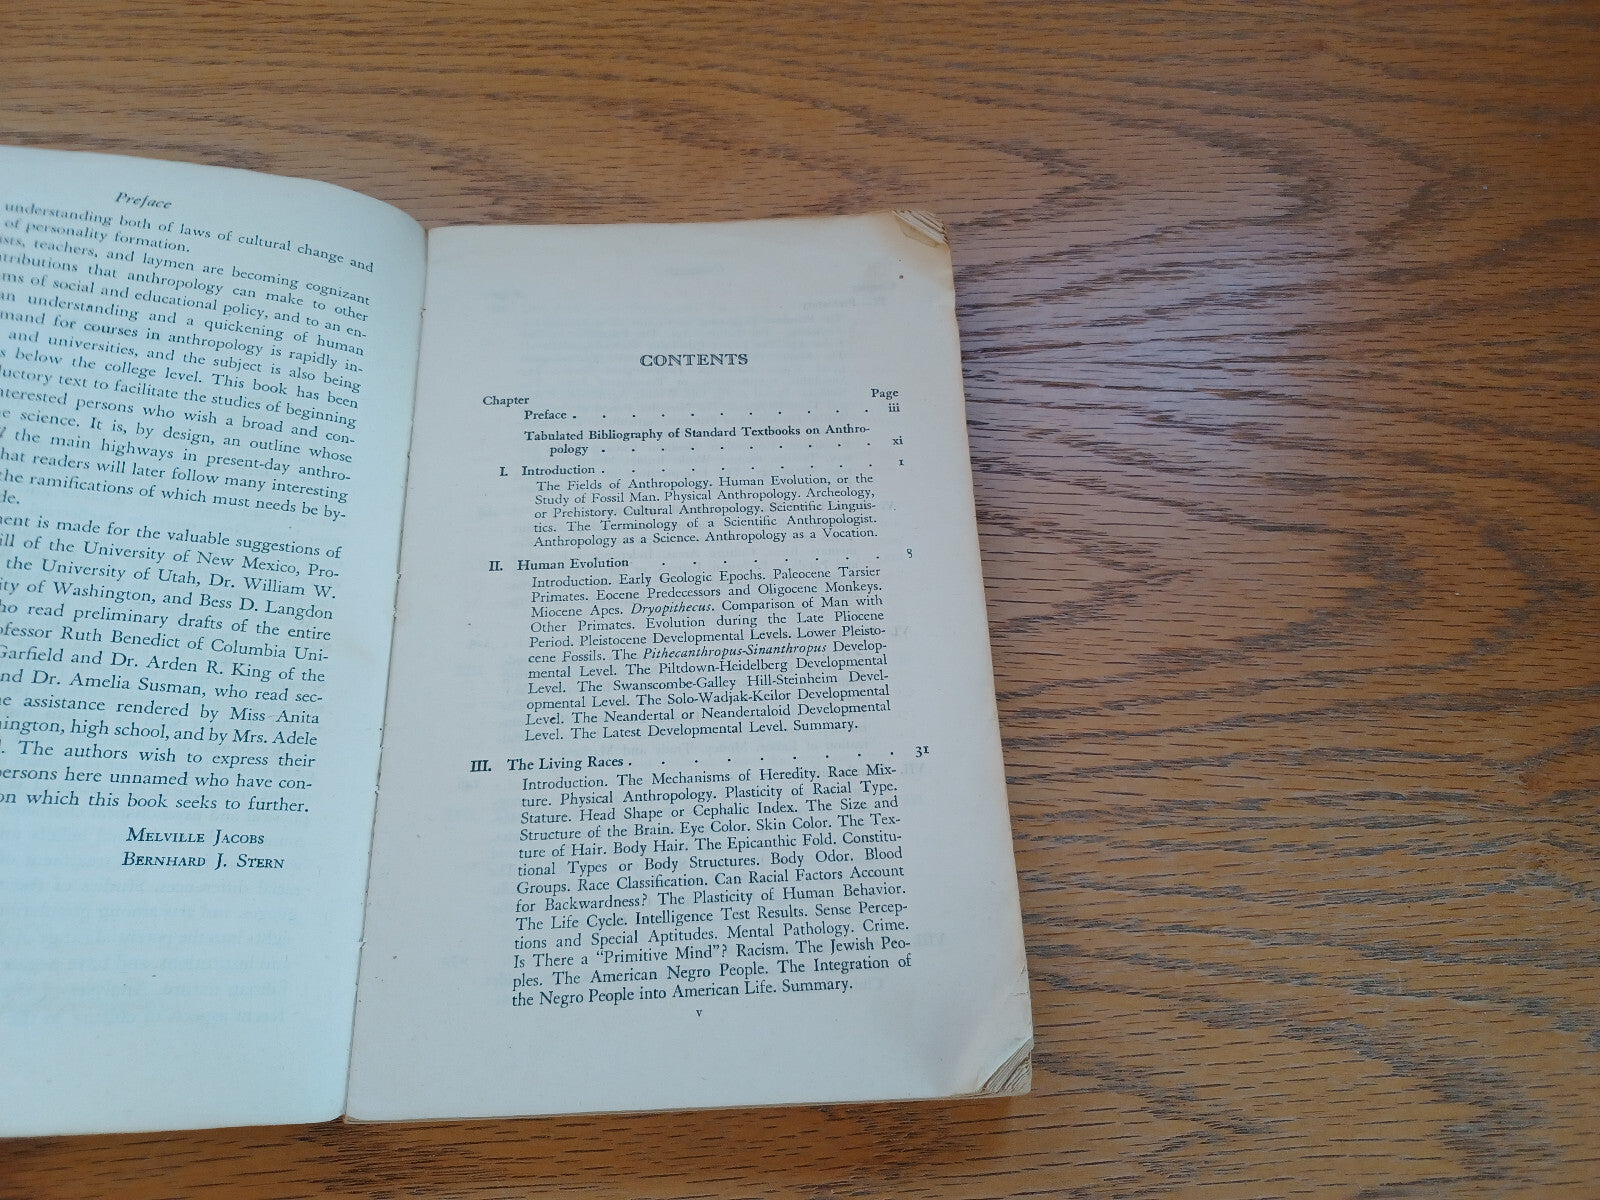 Preface
understanding both of laws of cultural change and
of personality formation.
teachers, and laymen are becoming cognizant
that anthropology can make to other
of social and educational policy, and to an en-
an understanding and a quickening of human
for courses in anthropology is rapidly in-
and universities, and the subject is also being
below the college level. This book has been
text to facilitate the studies of beginning
persons who wish a broad and con-
science. It is, by design, an outline whose
the main highways in present-day anthro-
that readers will later follow many interesting
the ramifications of which must needs be by-
is made for the valuable suggestions of
of the University of New Mexico, Pro-
the University of Utah, Dr. William W.
of Washington, and Bess D. Langdon
who read preliminary drafts of the entire
Ruth Benedict of Columbia Uni-
Garfield and Dr. Arden R. King of the
and Dr. Amelia Susman, who read sec-
assistance rendered by Miss Anita
high school, and by Mrs. Adele
The authors wish to express their
persons here unnamed who have con-
on which this book seeks to further.
MELVILLE JACOBS
BERNHARD J. STERN
CONTENTS
Chapter Page
Preface . . . . . . . . . . . iii
Tabulated Bibliography of Standard Textbooks on Anthro-
pology . . . . . . . . . . xi
I. Introduction . . . . . . . . . . . 1
The Fields of Anthropology. Human Evolution, or the
Study of Fossil Man. Physical Anthropology. Archeology,
or Prehistory. Cultural Anthropology. Scientific Linguis-
tics. The Terminology of a Scientific Anthropologist.
Anthropology as a Science. Anthropology as a Vocation.
II. Human Evolution . . . . . . . . . 8
Introduction. Early Geologic Epochs. Paleocene Tarsier
Primates. Eocene Predecessors and Oligocene Monkeys.
Miocene Apes. Dryopithecus. Comparison of Man with
Other Primates. Evolution during the Late Pliocene
Period. Pleistocene Developmental Levels. Lower Pleisto-
cene Fossils. The Pithecanthropus-Sinanthropus Develop-
mental Level. The Piltdown-Heidelberg Developmental
Level. The Swanscombe-Galley Hill-Steinheim Devel-
opmental Level. The Solo-Wadjak-Keilor Developmental
Level. The Neandertal or Neandertaloid Developmental
Level. The Latest Developmental Level. Summary.
III. The Living Races . . . . . . . . . 31
Introduction. The Mechanisms of Heredity. Race Mix-
ture. Physical Anthropology. Plasticity of Racial Type.
Stature. Head Shape or Cephalic Index. The Size and
Structure of the Brain. Eye Color. Skin Color. The Tex-
ture of Hair. Body Hair. The Epicanthic Fold. Constitu-
tional Types or Body Structures. Body Odor. Blood
Groups. Race Classification. Can Racial Factors Account
for Backwardness? The Plasticity of Human Behavior.
The Life Cycle. Intelligence Test Results. Sense Percep-
tions and Special Aptitudes. Mental Pathology. Crime.
Is There a "Primitive Mind"? Racism. The Jewish Peo-
ples. The American Negro People. The Integration of
the Negro People into American Life. Summary.
v